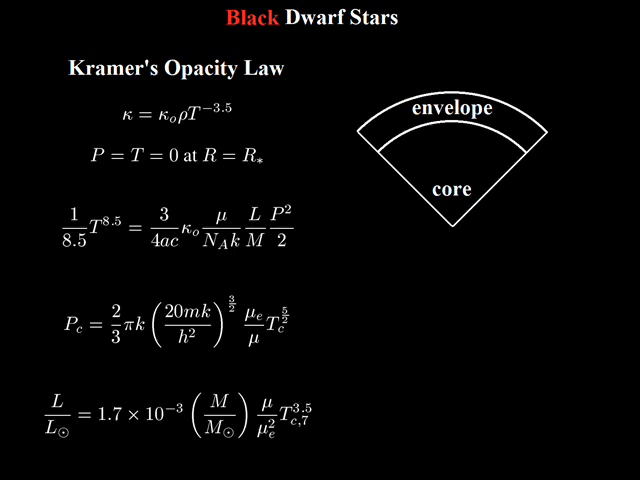 Black Dwarf Stars
Kramer's Opacity Law
κ = κ_o ρT^{-3.5}
P = T = 0 at R = R_*
\frac{1}{8.5} T^{8.5} = \frac{3}{4ac} κ_o \frac{μ}{N_A k} \frac{L}{M} \frac{P^2}{2}
P_c = \frac{2}{3} πk \left( \frac{20mk}{h^2} \right)^{\frac{3}{2}} \frac{μ_e}{μ} T_c^{\frac{5}{2}}
\frac{L}{L_⊙} = 1.7 × 10^{-3} \left( \frac{M}{M_⊙} \right) \frac{μ}{μ_e^2} T_{c,7}^{3.5}
envelope
core